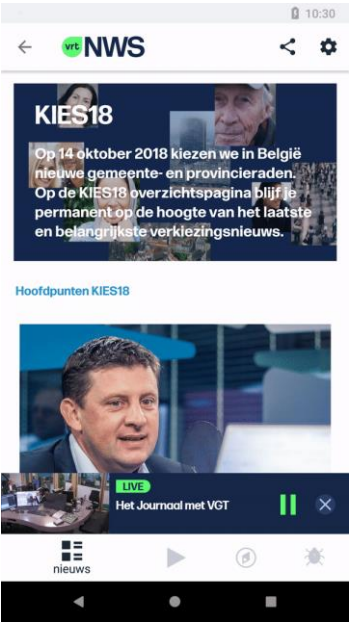 10:30
vrt NWS
KIES18
Op 14 oktober 2018 kiezen we in België
nieuwe gemeente- en provincieraden.
Op de KIES18 overzichtspagina blijf je
permanent op de hoogte van het laatste
en belangrijkste verkiezingsnieuws.
Hoofdpunten KIES18
LIVE
Het Journaal met VGT
nieuws